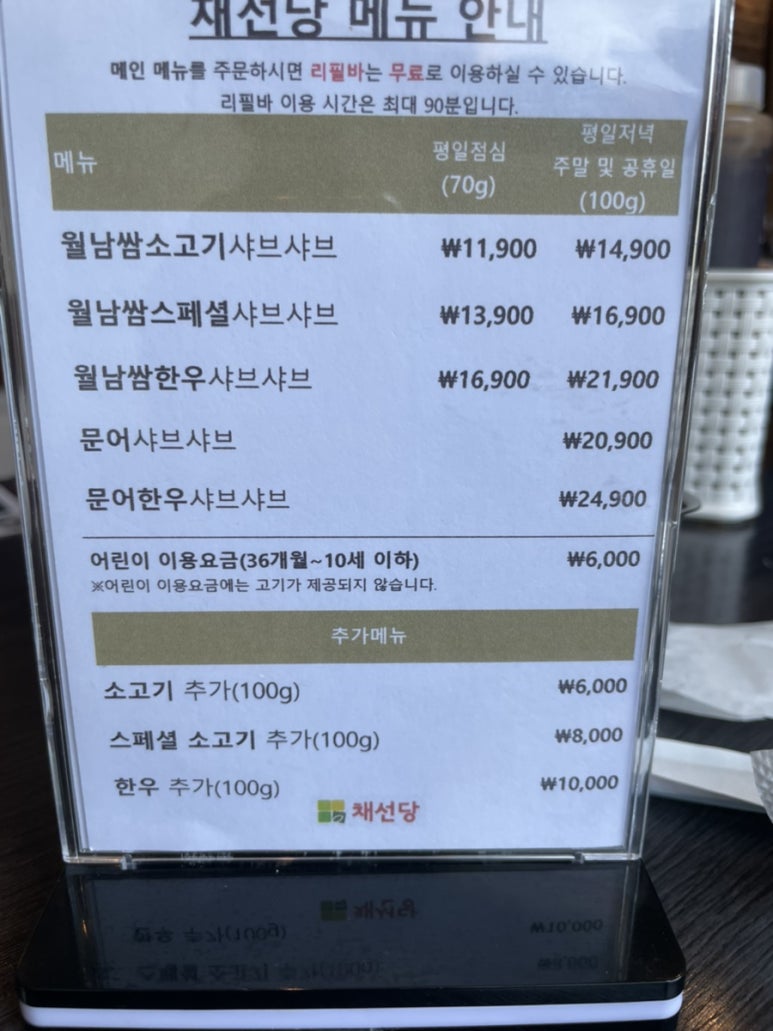 채선당 메뉴 안내
메인 메뉴를 주문하시면 리필바는 무료로 이용하실 수 있습니다.
리필바 이용 시간은 최대 90분입니다.
메뉴 평일점심 (70g) 평일저녁 주말 및 공휴일 (100g)
월남쌈소고기샤브샤브 ₩11,900 ₩14,900
월남쌈스페셜샤브샤브 ₩13,900 ₩16,900
월남쌈한우샤브샤브 ₩16,900 ₩21,900
문어샤브샤브 ₩20,900
문어한우샤브샤브 ₩24,900
어린이 이용요금(36개월~10세 이하) ₩6,000
※어린이 이용요금에는 고기가 제공되지 않습니다.
추가메뉴
소고기 추가(100g) ₩6,000
스페셜 소고기 추가(100g) ₩8,000
한우 추가(100g) ₩10,000
채선당